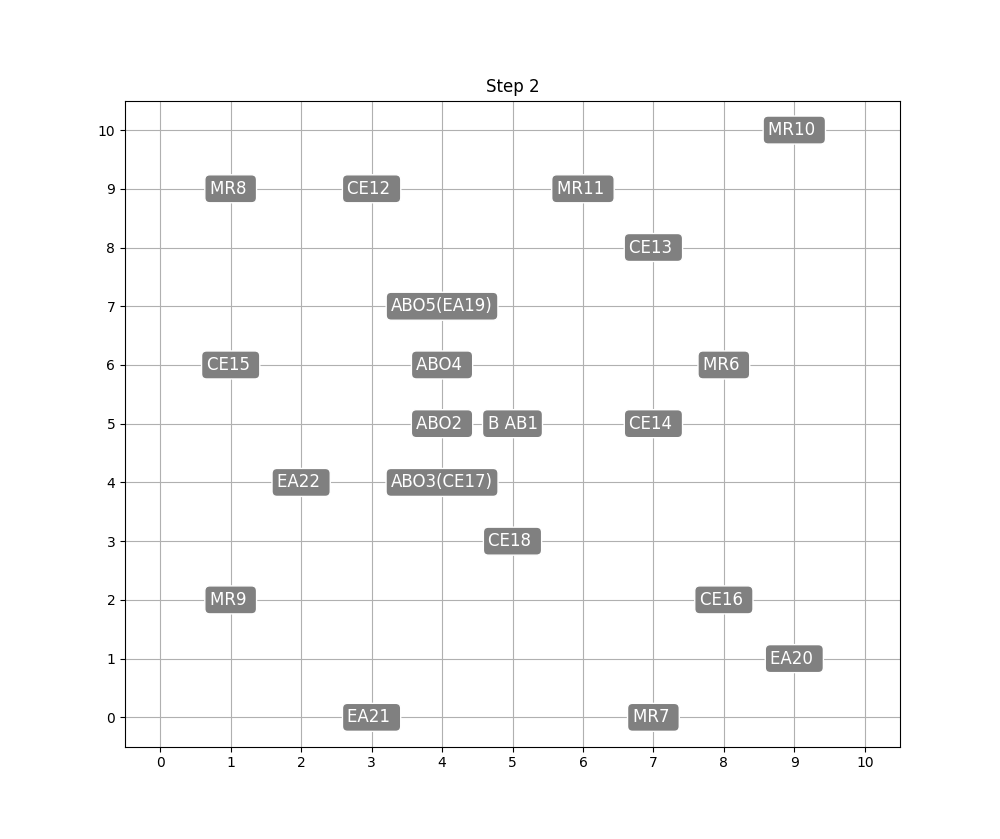 Step 2
10
MR10
9
MR8
CE12
MR11
8
CE13
7
ABO5(EA19)
6
CE15
ABO4
MR6
5
ABO2
B AB1
CE14
4
EA22
ABO3(CE17)
3
CE18
2
MR9
CE16
1
EA20
0
EA21
MR7
0 1 2 3 4 5 6 7 8 9 10